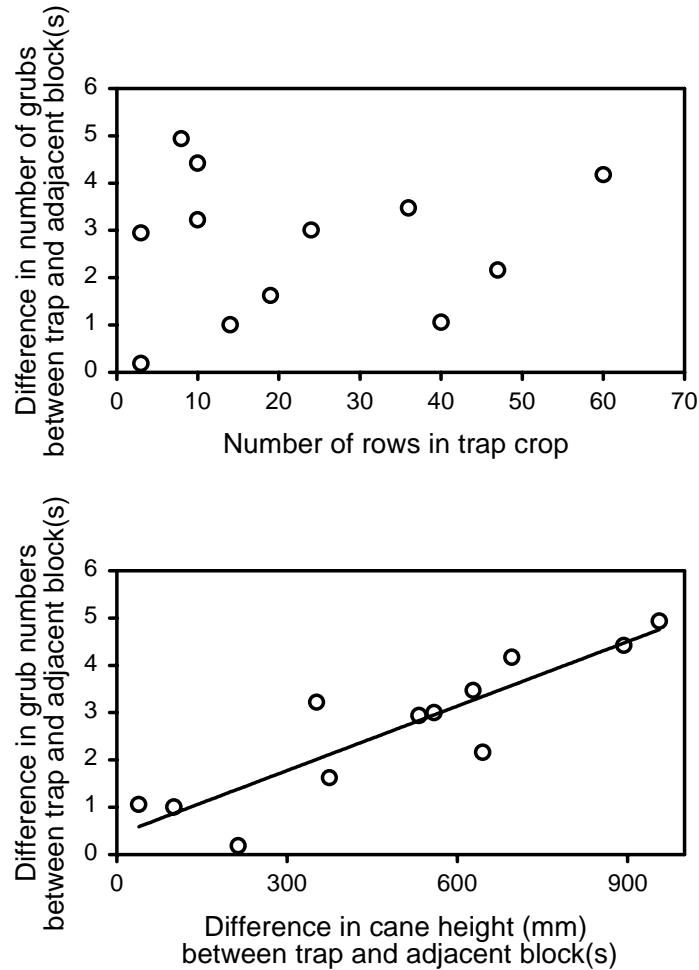 Difference in number of grubs
between trap and adajacent block(s)
6
5
4
3
2
1
0
0 10 20 30 40 50 60 70
Number of rows in trap crop
Difference in grub numbers
between trap and adjacent block(s)
6
5
4
3
2
1
0
0 300 600 900
Difference in cane height (mm)
between trap and adjacent block(s)